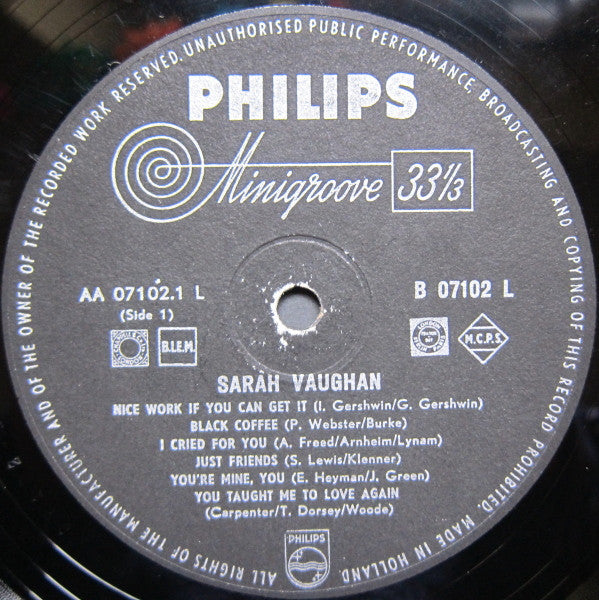 ALL RIGHTS OF THE MANUFACTURER AND OF THE OWNER OF THE RECORDED WORK RESERVED. UNAUTHORISED PUBLIC PERFORMANCE, BROADCASTING AND COPYING OF THIS RECORD PROHIBITED. MADE IN HOLLAND.
PHILIPS
Minigroove 33⅓
AA 07102.1 L
(Side 1)
B 07102 L
B.I.E.M.
M.C.P.S.
SARAH VAUGHAN
NICE WORK IF YOU CAN GET IT (I. Gershwin/G. Gershwin)
BLACK COFFEE (P. Webster/Burke)
I CRIED FOR YOU (A. Freed/Arnheim/Lynam)
JUST FRIENDS (S. Lewis/Klenner)
YOU'RE MINE, YOU (E. Heyman/J. Green)
YOU TAUGHT ME TO LOVE AGAIN
(Carpenter/T. Dorsey/Woode)
PHILIPS